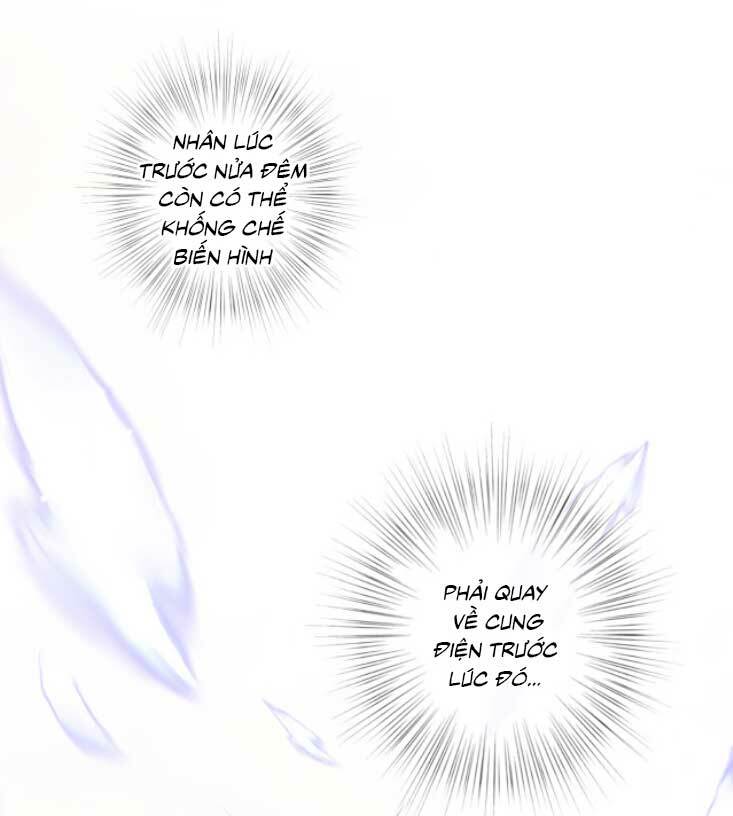 NHÂN LÚC
TRƯỚC NỬA ĐÊM
CÒN CÓ THỂ
KHỐNG CHẾ
BIẾN HÌNH
PHẢI QUAY
VỀ CUNG
ĐIỆN TRƯỚC
LÚC ĐÓ...